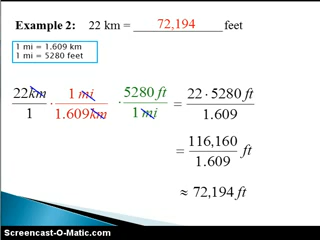 Example 2: 22 km = 72,194 feet
1 mi = 1.609 km
1 mi = 5280 feet
22km/1 · 1 mi/1.609km · 5280 ft/1 mi = 22·5280 ft/1.609
= 116,160/1.609 ft
≈ 72,194 ft
Screencast-O-Matic.com